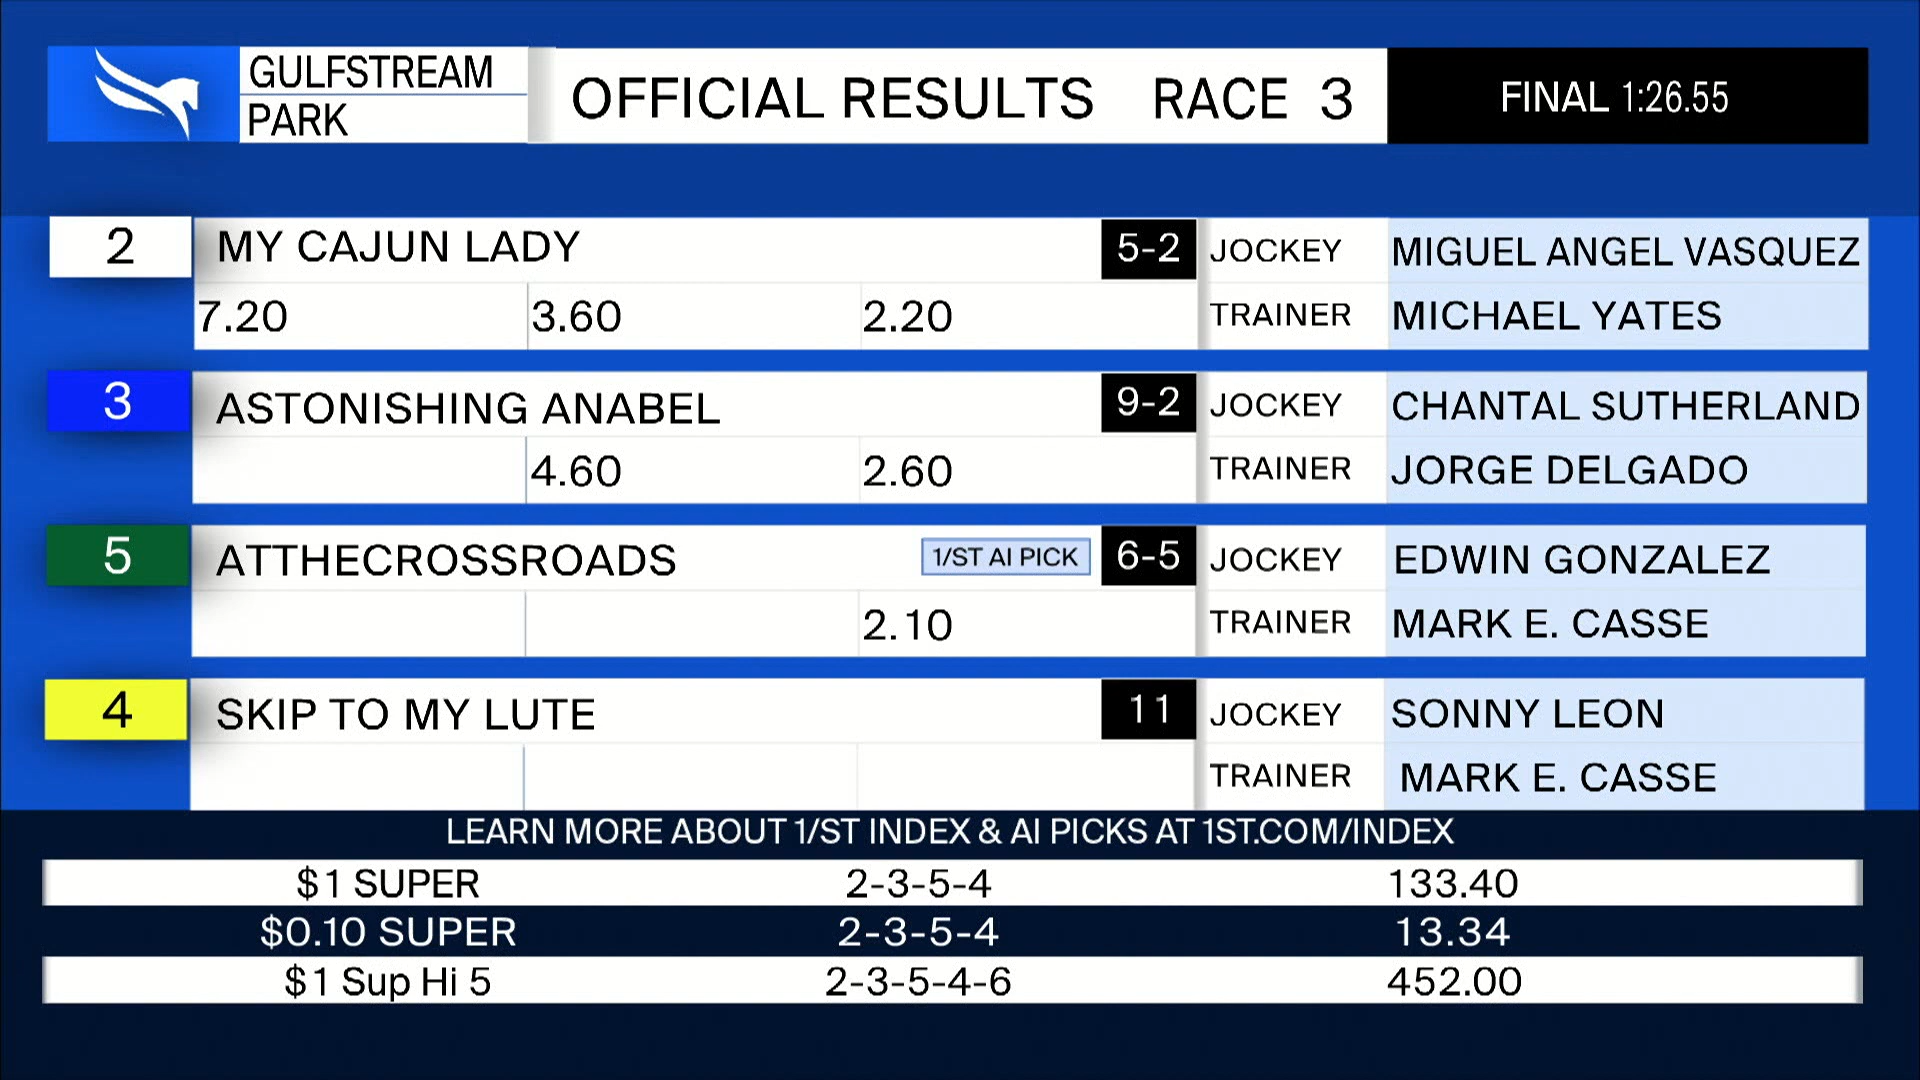 GULFSTREAM
PARK
OFFICIAL RESULTS RACE 3
FINAL 1:26.55
2 MY CAJUN LADY 5-2 JOCKEY MIGUEL ANGEL VASQUEZ
7.20 3.60 2.20 TRAINER MICHAEL YATES
3 ASTONISHING ANABEL 9-2 JOCKEY CHANTAL SUTHERLAND
4.60 2.60 TRAINER JORGE DELGADO
5 ATTHECROSSROADS 1/ST AI PICK 6-5 JOCKEY EDWIN GONZALEZ
2.10 TRAINER MARK E. CASSE
4 SKIP TO MY LUTE 11 JOCKEY SONNY LEON
TRAINER MARK E. CASSE
LEARN MORE ABOUT 1/ST INDEX & AI PICKS AT 1ST.COM/INDEX
$1 SUPER 2-3-5-4 133.40
$0.10 SUPER 2-3-5-4 13.34
$1 Sup Hi 5 2-3-5-4-6 452.00